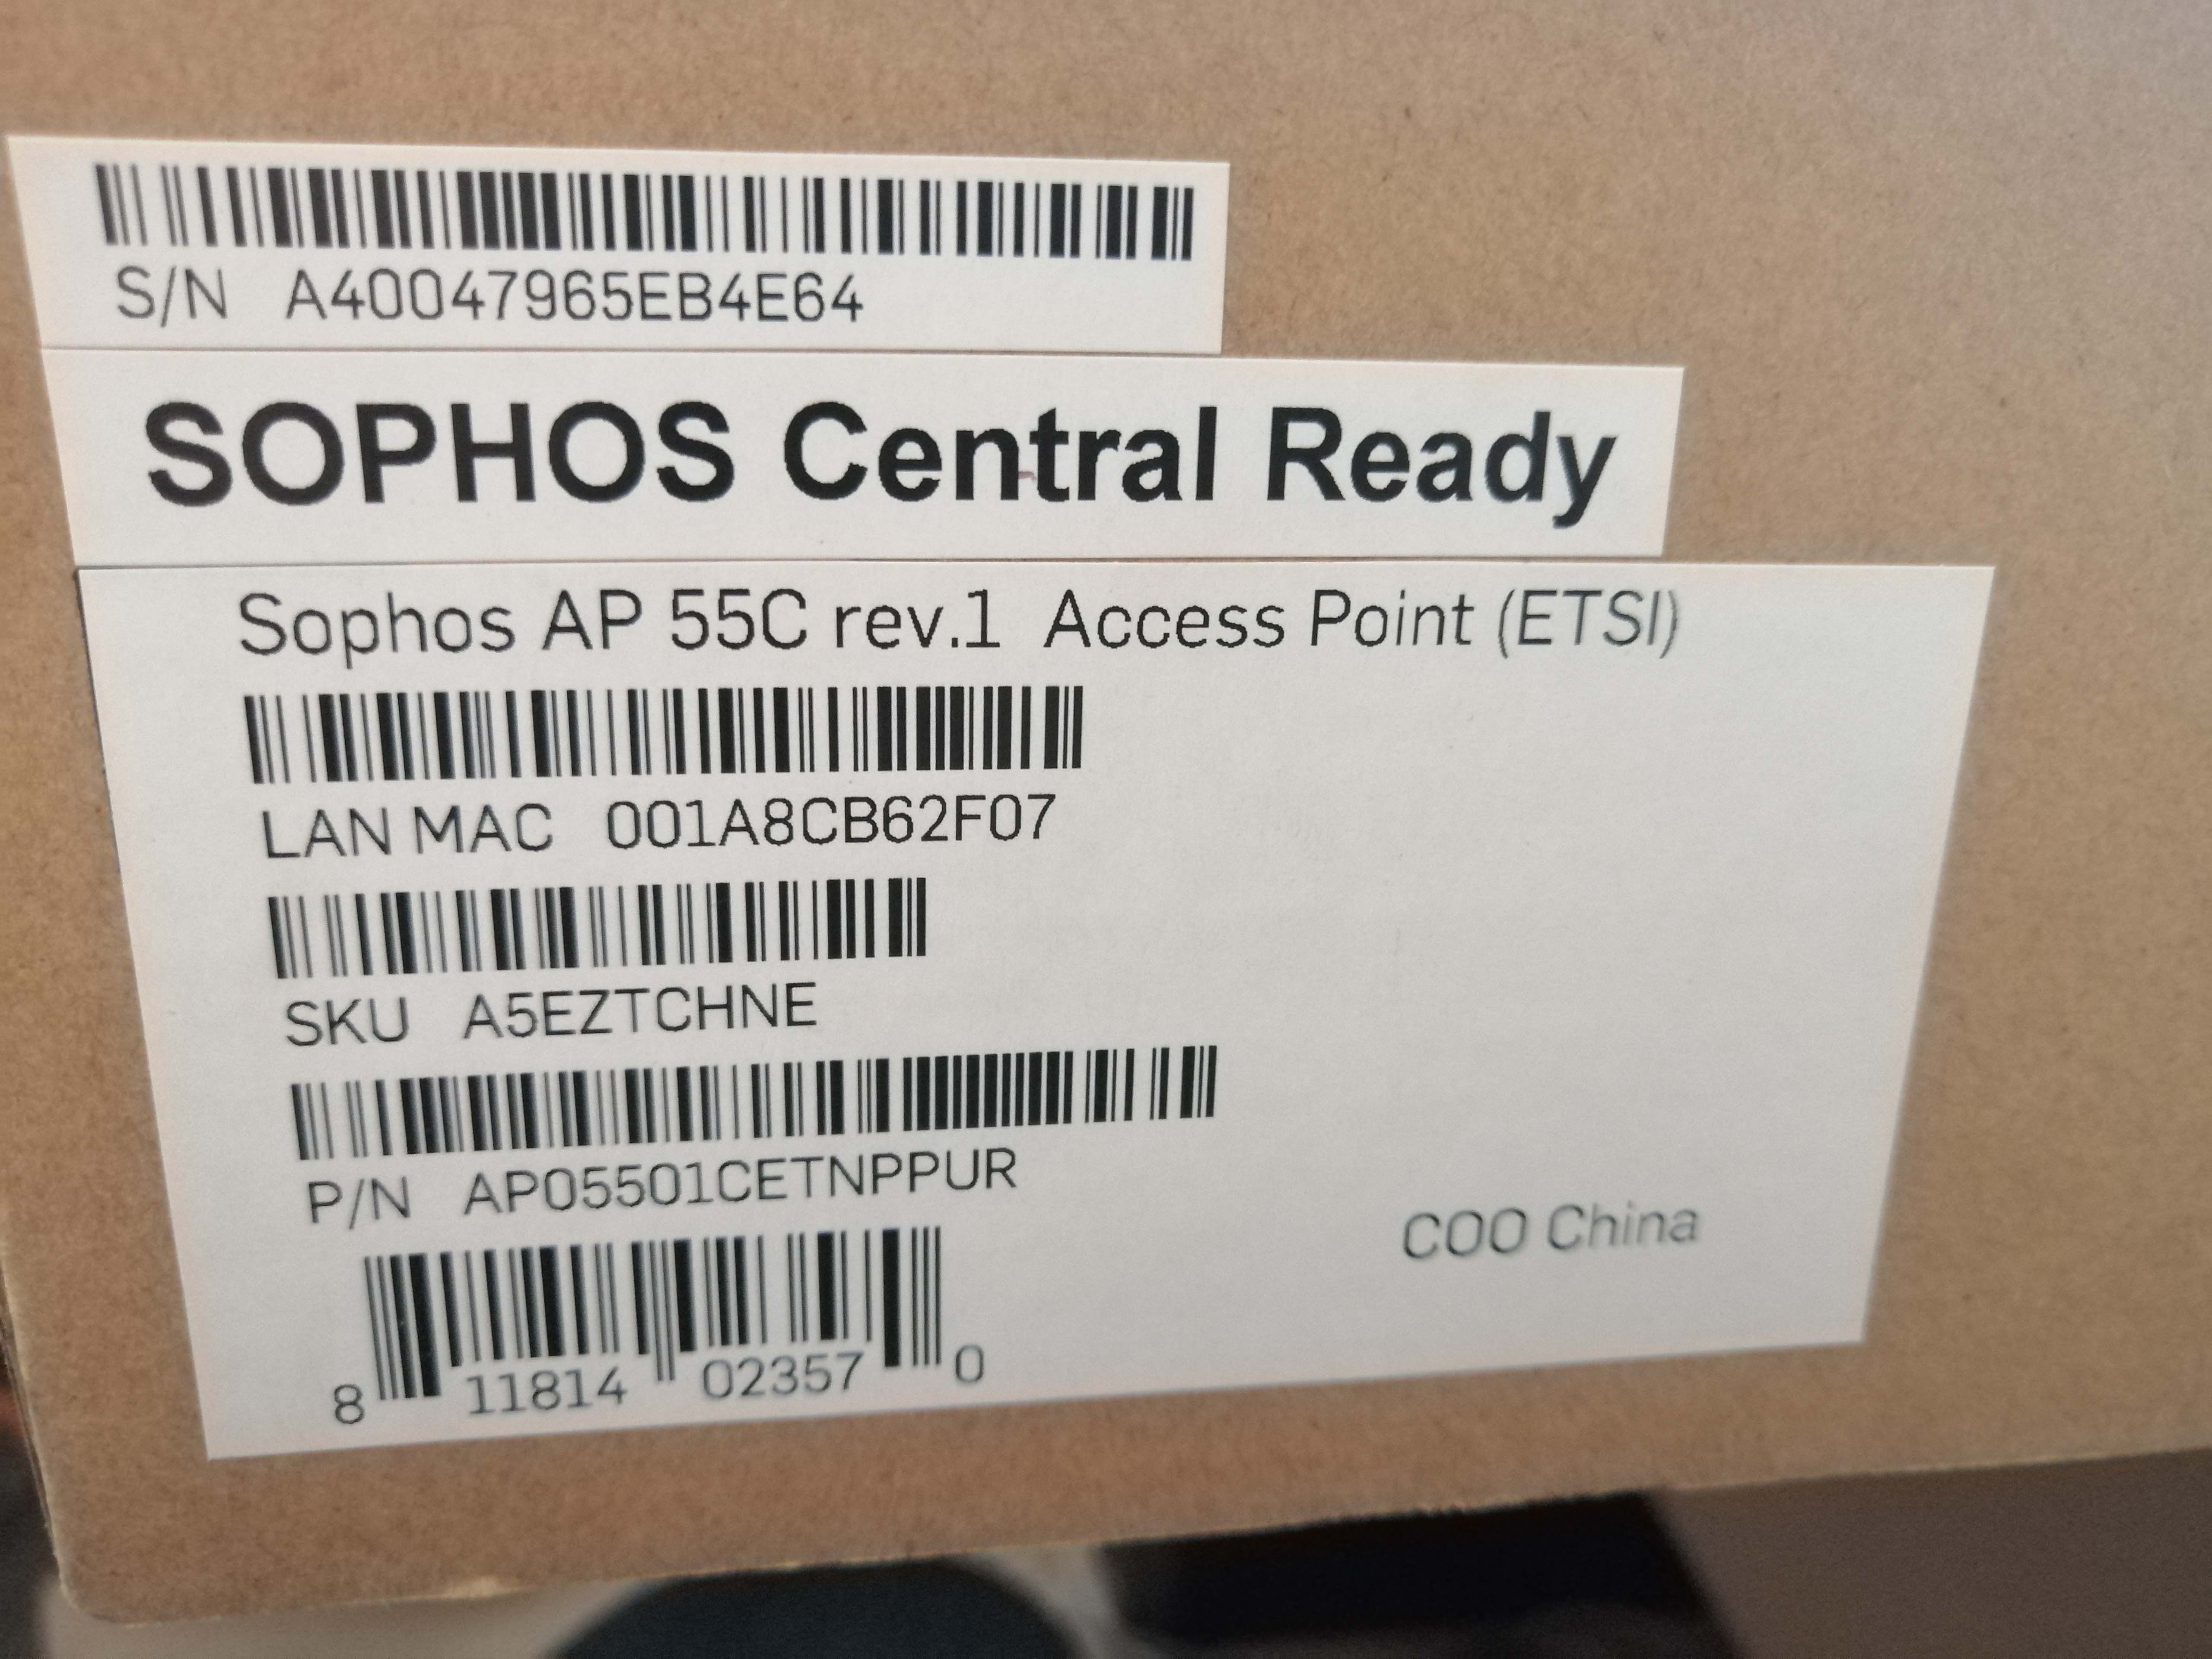 S/N A40047965EB4E64
SOPHOS Central Ready
Sophos AP 55C rev.1 Access Point (ETSI)
LAN MAC 001A8CB62F07
SKU A5EZTCHNE
P/N AP05501CETNPPUR
COO China
8 11814 02357 0